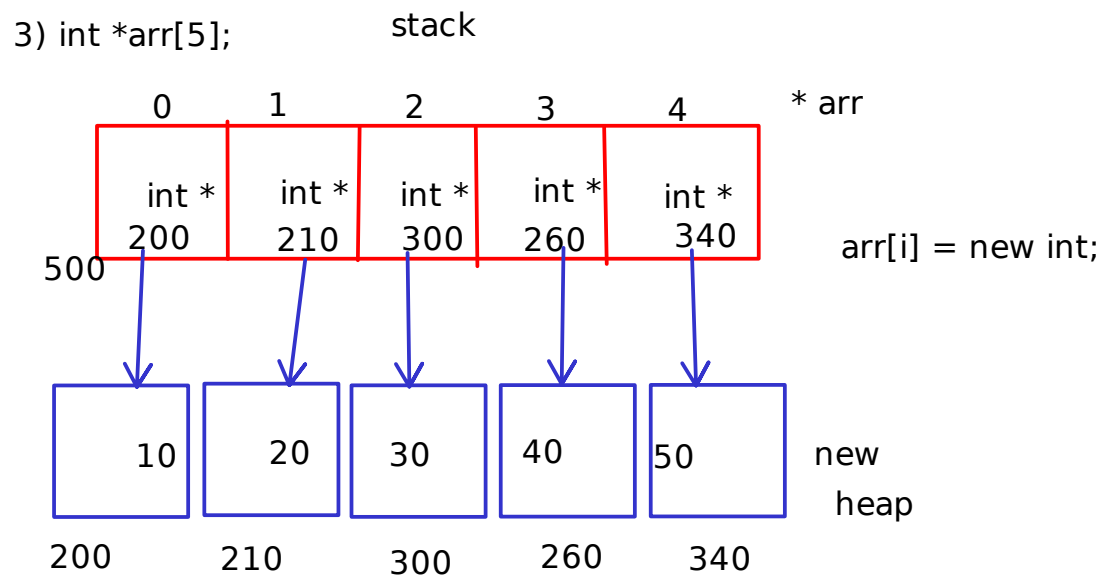 3) int *arr[5];
stack
0 1 2 3 4
* arr
int * int * int * int * int *
200 210 300 260 340
arr[i] = new int;
500
10 20 30 40 50
new
heap
200 210 300 260 340